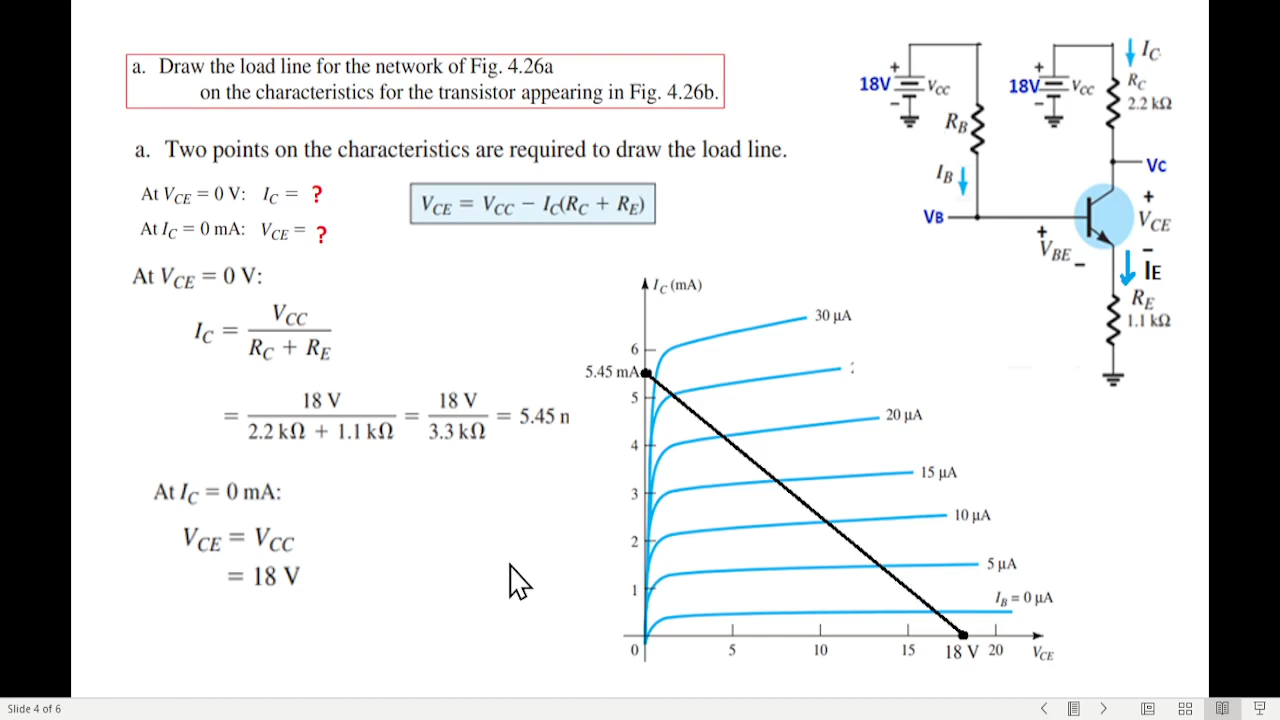 a. Draw the load line for the network of Fig. 4.26a
on the characteristics for the transistor appearing in Fig. 4.26b.
a. Two points on the characteristics are required to draw the load line.
At VCE = 0 V: IC = ?
At IC = 0 mA: VCE = ?
VCE = VCC − IC(RC + RE)
At VCE = 0 V:
IC = VCC / RC + RE
= 18 V / 2.2 kΩ + 1.1 kΩ = 18 V / 3.3 kΩ = 5.45 n
At IC = 0 mA:
VCE = VCC
= 18 V
IC (mA)
30 μA
20 μA
15 μA
10 μA
5 μA
IB = 0 μA
6
5.45 mA
5
4
3
2
1
0 5 10 15 18 V 20 VCE
+ + IC
18V VCC 18V VCC RC
− − 2.2 kΩ
RB
IB VC
VB + VCE −
+ VBE −
IE
RE
1.1 kΩ
Slide 4 of 6